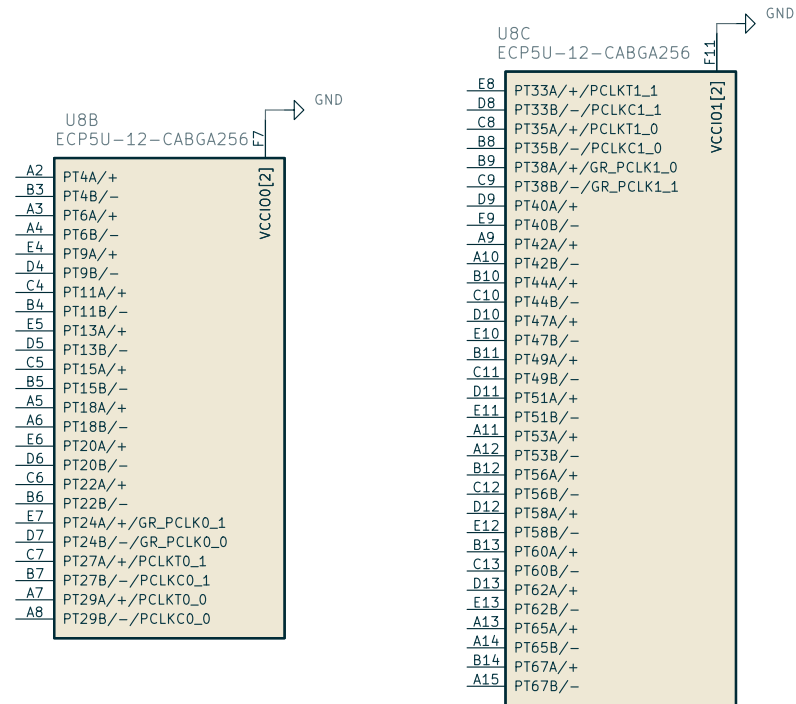 U8B
ECP5U-12-CABGA256
F7
GND
VCCIO0[2]
A2 PT4A/+
B3 PT4B/-
A3 PT6A/+
A4 PT6B/-
E4 PT9A/+
D4 PT9B/-
C4 PT11A/+
B4 PT11B/-
E5 PT13A/+
D5 PT13B/-
C5 PT15A/+
B5 PT15B/-
A5 PT18A/+
A6 PT18B/-
E6 PT20A/+
D6 PT20B/-
C6 PT22A/+
B6 PT22B/-
E7 PT24A/+/GR_PCLK0_1
D7 PT24B/-/GR_PCLK0_0
C7 PT27A/+/PCLKT0_1
B7 PT27B/-/PCLKC0_1
A7 PT29A/+/PCLKT0_0
A8 PT29B/-/PCLKC0_0
U8C
ECP5U-12-CABGA256
F11
GND
VCCIO1[2]
E8 PT33A/+/PCLKT1_1
D8 PT33B/-/PCLKC1_1
C8 PT35A/+/PCLKT1_0
B8 PT35B/-/PCLKC1_0
B9 PT38A/+/GR_PCLK1_0
C9 PT38B/-/GR_PCLK1_1
D9 PT40A/+
E9 PT40B/-
A9 PT42A/+
A10 PT42B/-
B10 PT44A/+
C10 PT44B/-
D10 PT47A/+
E10 PT47B/-
B11 PT49A/+
C11 PT49B/-
D11 PT51A/+
E11 PT51B/-
A11 PT53A/+
A12 PT53B/-
B12 PT56A/+
C12 PT56B/-
D12 PT58A/+
E12 PT58B/-
B13 PT60A/+
C13 PT60B/-
D13 PT62A/+
E13 PT62B/-
A13 PT65A/+
A14 PT65B/-
B14 PT67A/+
A15 PT67B/-